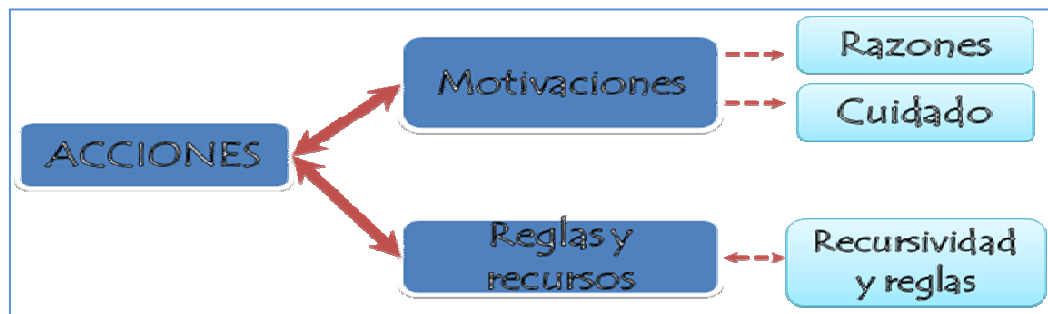 ACCIONES
Motivaciones
Razones
Cuidado
Reglas y
recursos
Recursividad
y reglas